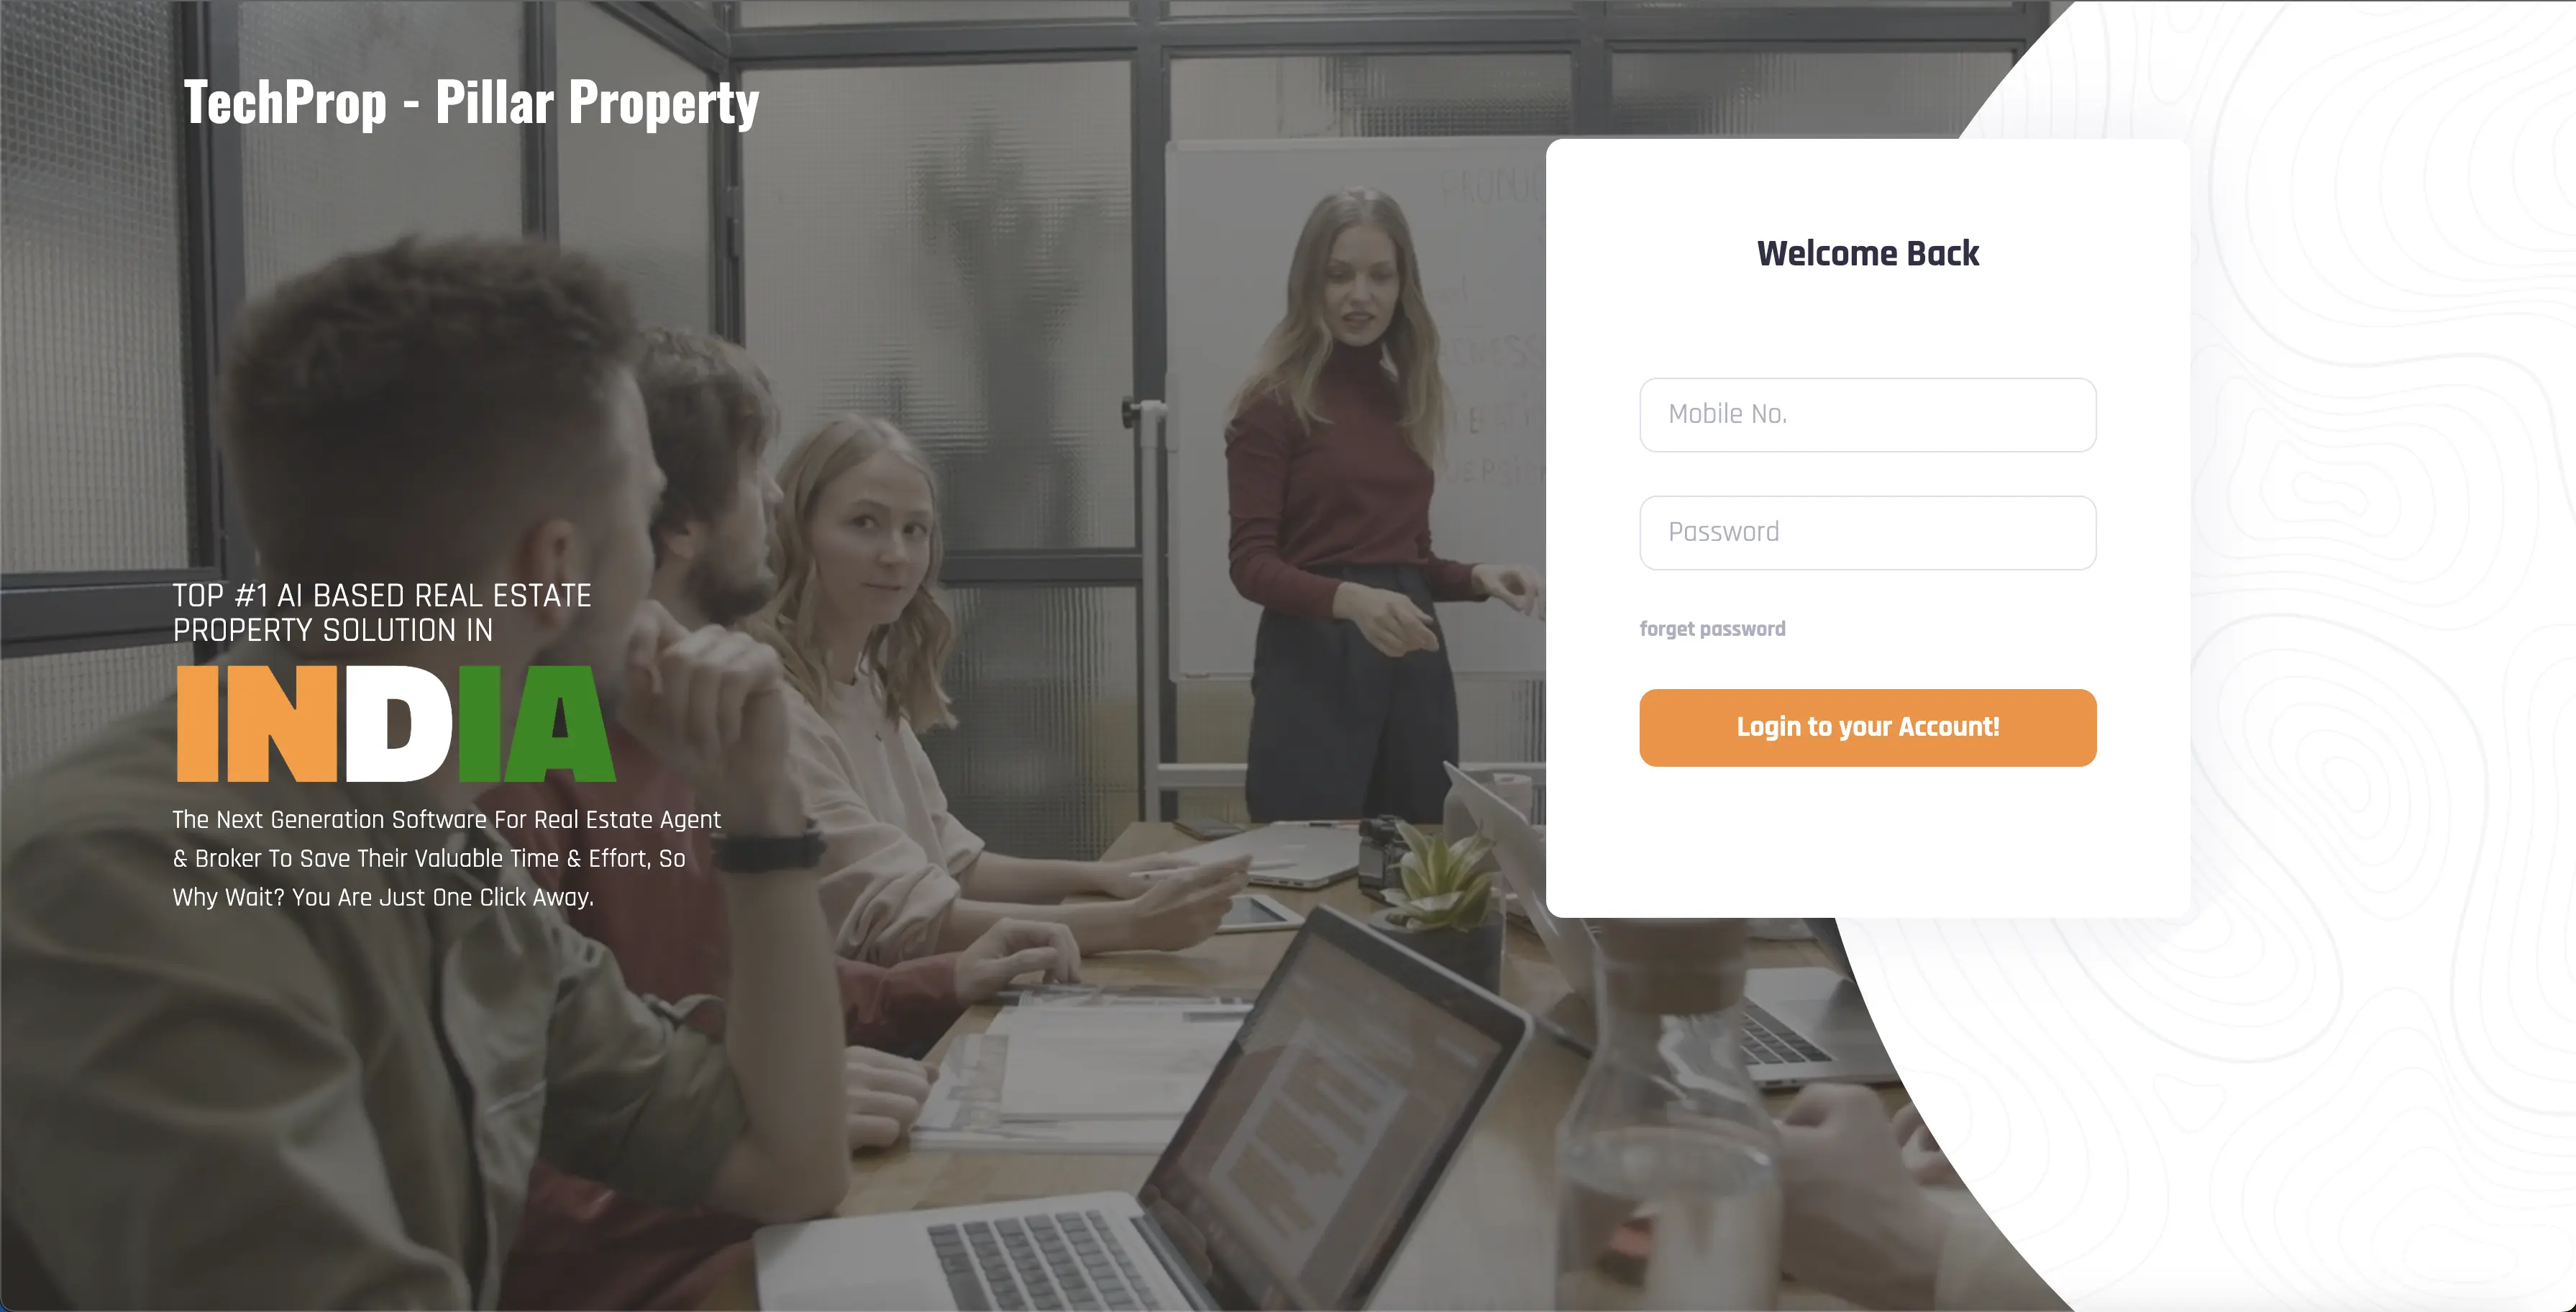 TechProp - Pillar Property
TOP #1 AI BASED REAL ESTATE
PROPERTY SOLUTION IN
INDIA
The Next Generation Software For Real Estate Agent
& Broker To Save Their Valuable Time & Effort, So
Why Wait? You Are Just One Click Away.
Welcome Back
Mobile No.
Password
forget password
Login to your Account!